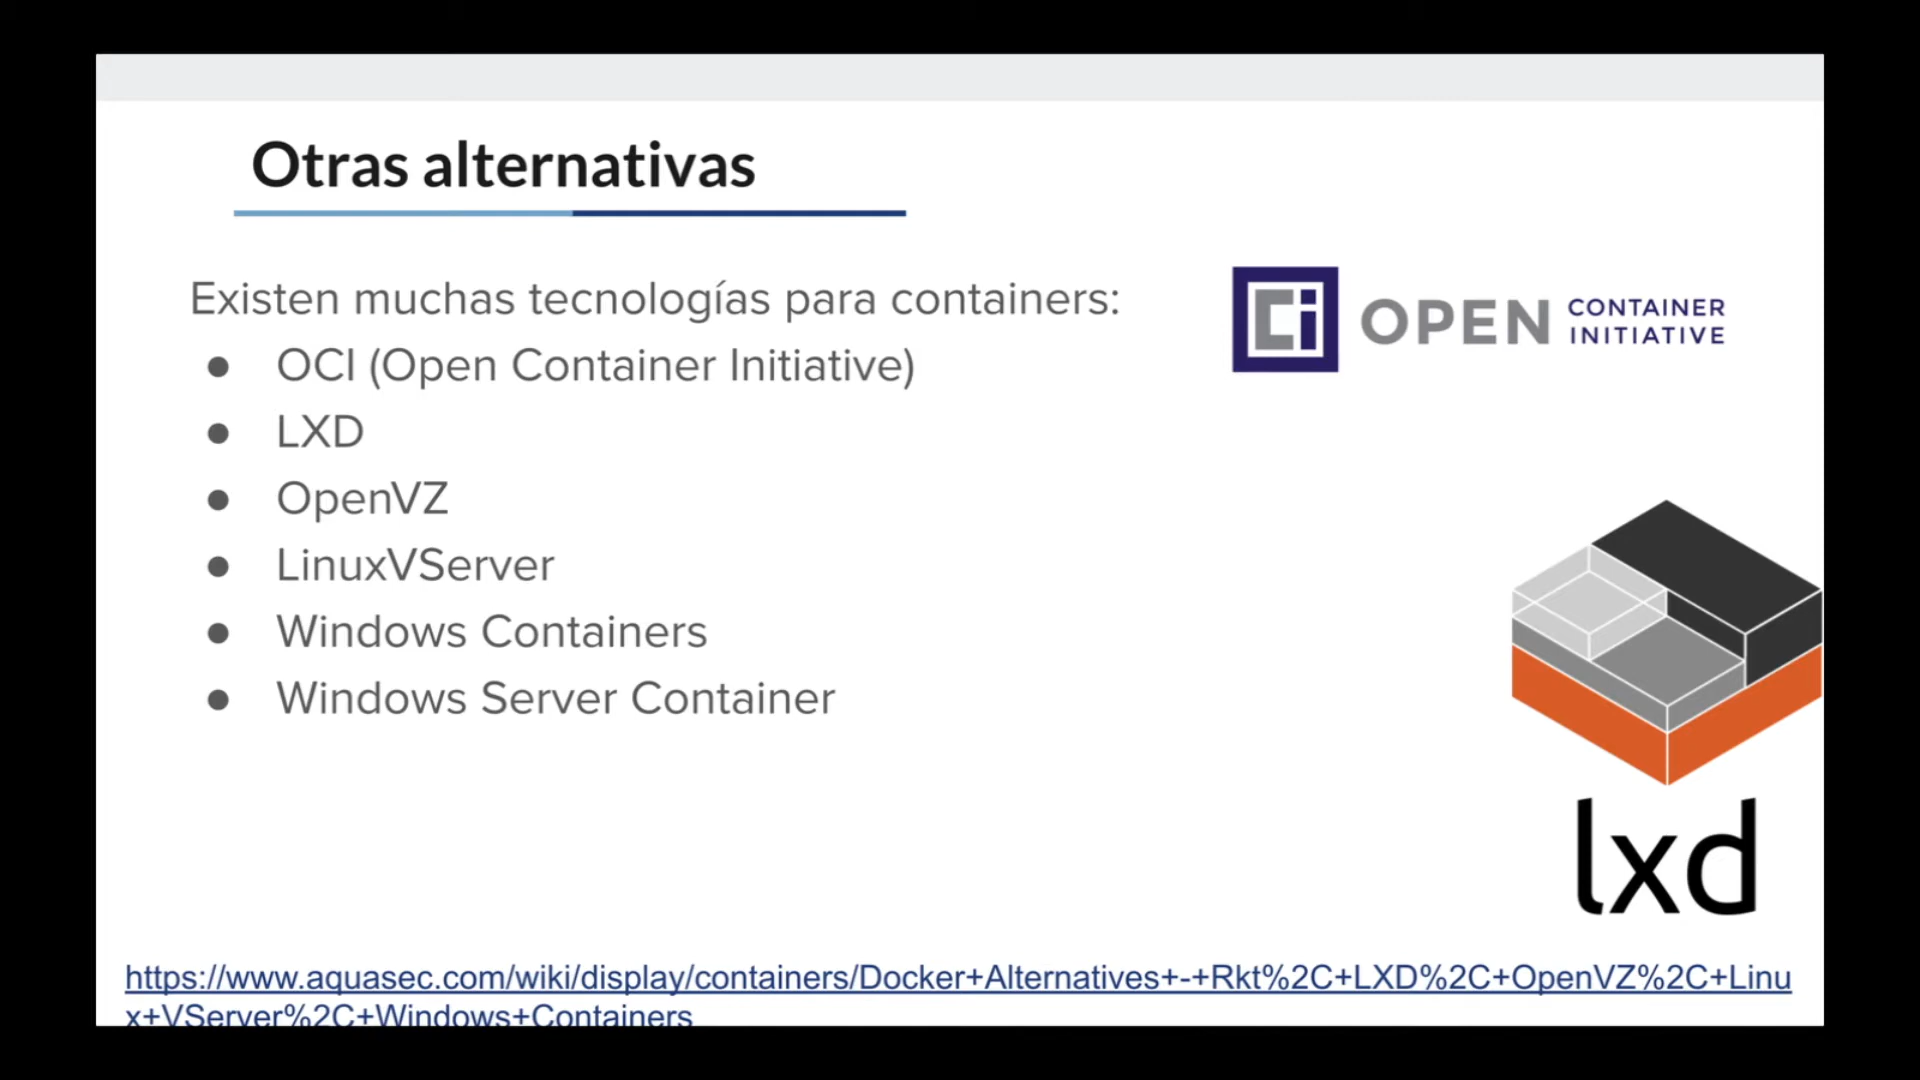 Otras alternativas
Existen muchas tecnologías para containers:
● OCI (Open Container Initiative)
● LXD
● OpenVZ
● LinuxVServer
● Windows Containers
● Windows Server Container
Ci OPEN CONTAINER
INITIATIVE
lxd
https://www.aquasec.com/wiki/display/containers/Docker+Alternatives+-+Rkt%2C+LXD%2C+OpenVZ%2C+Linu
x+VServer%2C+Windows+Containers